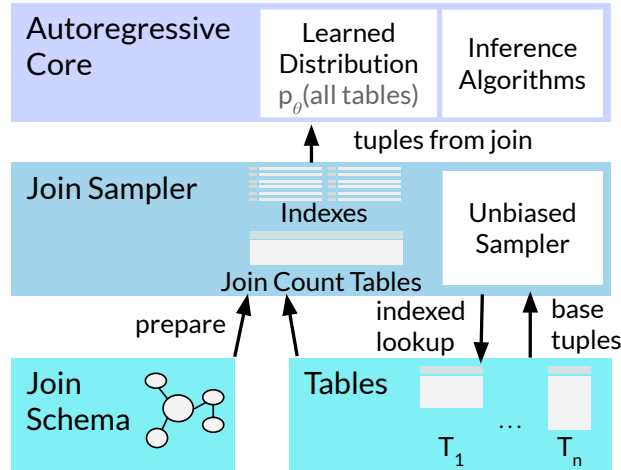 Autoregressive
Core
Learned
Distribution
pθ(all tables)
Inference
Algorithms
tuples from join
Join Sampler
Indexes
Join Count Tables
Unbiased
Sampler
prepare
indexed
lookup
base
tuples
Join
Schema
Tables
...
T1
Tn